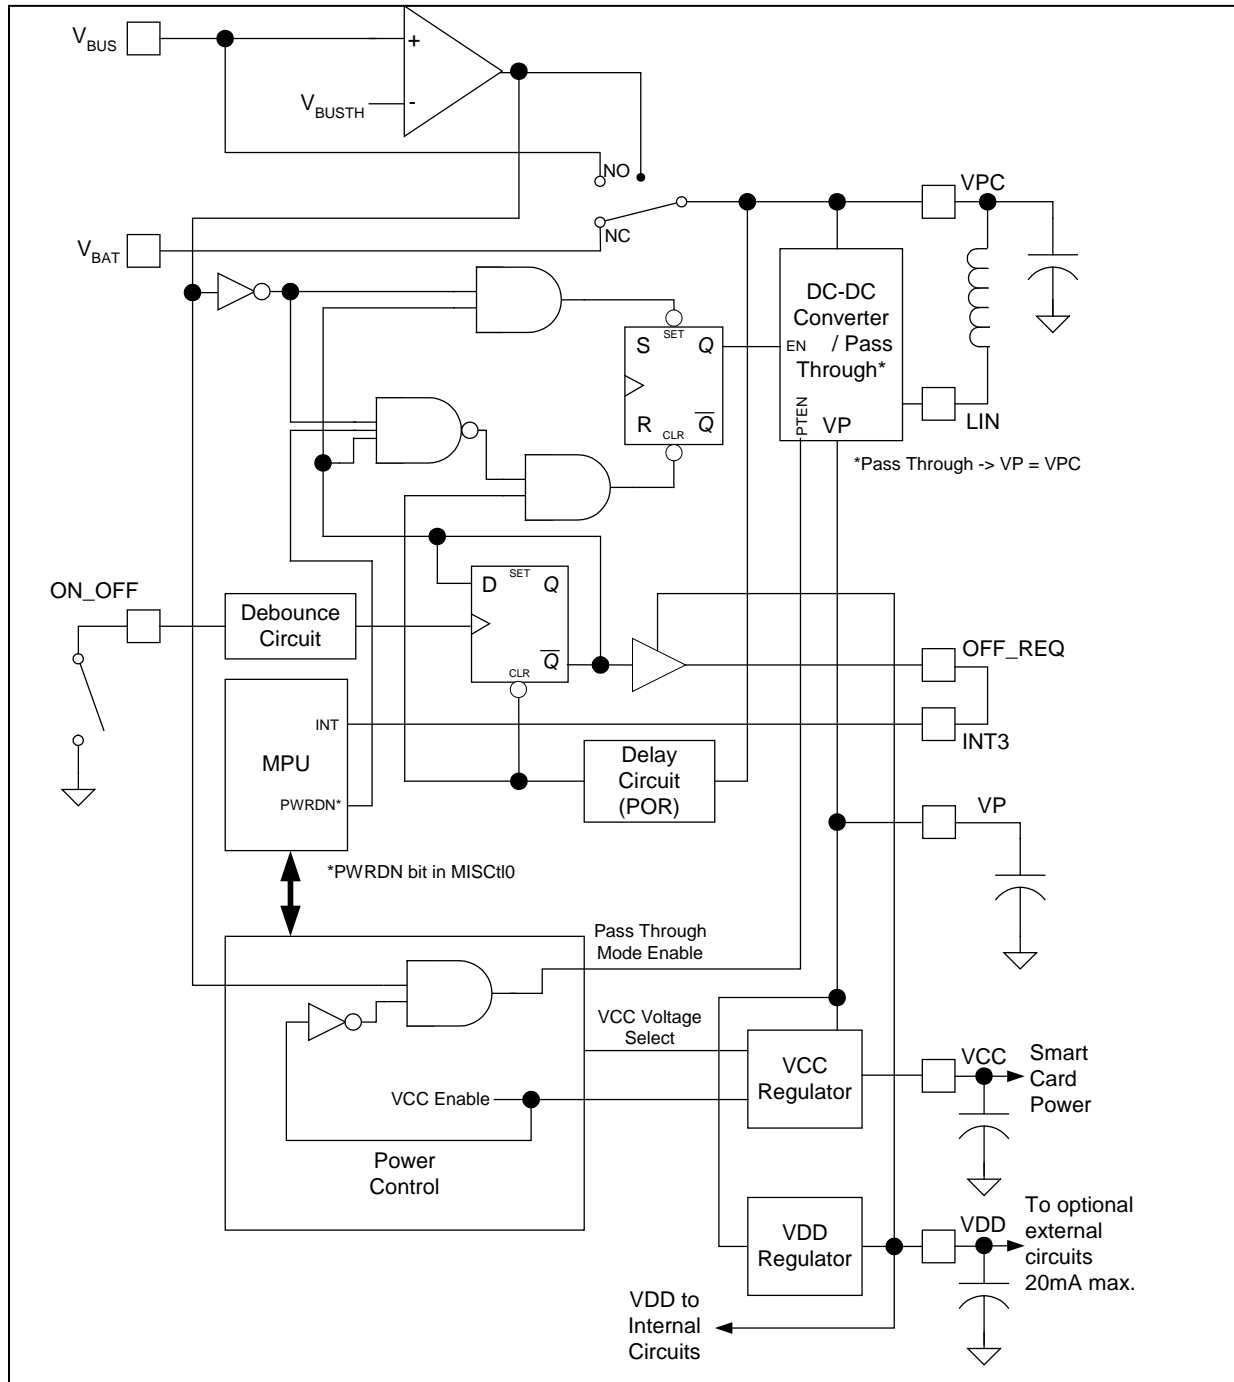 VBUS
+
VBUSTH
-
NO
VPC
NC
VBAT
DC-DC
Converter
/ Pass
Through*
SET
S
Q
EN
R
Q
CLR
PTEN
VP
LIN
*Pass Through -> VP = VPC
ON_OFF
Debounce
Circuit
D
SET
Q
Q
CLR
OFF_REQ
INT
MPU
PWRDN*
INT3
Delay
Circuit
(POR)
VP
*PWRDN bit in MISCtl0
Pass Through
Mode Enable
VCC Voltage
Select
VCC
Regulator
VCC
Smart
Card
Power
VCC Enable
Power
Control
VDD
Regulator
VDD
To optional
external
circuits
20mA max.
VDD to
Internal
Circuits